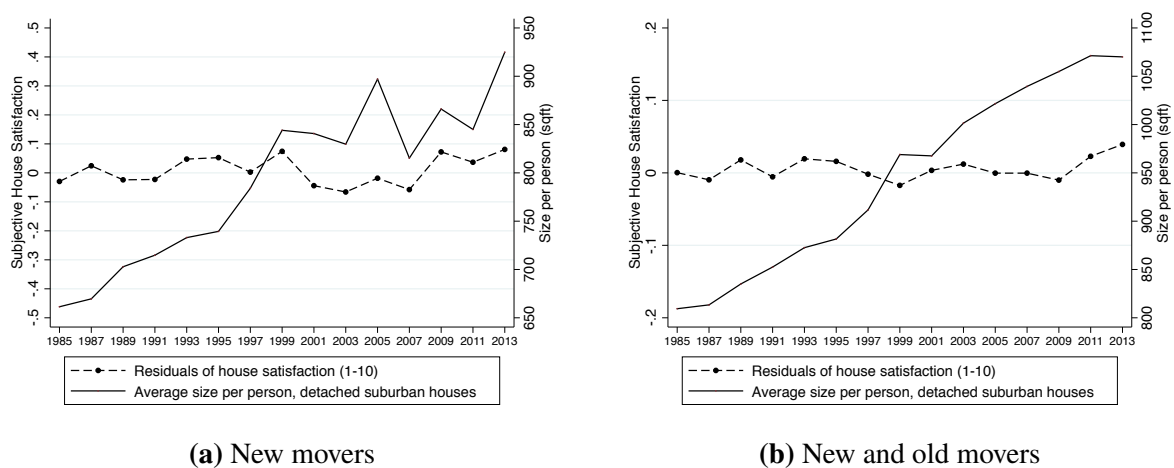 Subjective House Satisfaction
.5
.4
.3
.2
.1
0
-.1
-.2
-.3
-.4
-.5
950
900
850
800
750
700
650
Size per person (sqft)
1985 1987 1989 1991 1993 1995 1997 1999 2001 2003 2005 2007 2009 2011 2013
Residuals of house satisfaction (1-10)
Average size per person, detached suburban houses
(a) New movers
Subjective House Satisfaction
.2
.1
0
-.1
-.2
1100
1050
1000
950
900
850
800
Size per person (sqft)
1985 1987 1989 1991 1993 1995 1997 1999 2001 2003 2005 2007 2009 2011 2013
Residuals of house satisfaction (1-10)
Average size per person, detached suburban houses
(b) New and old movers